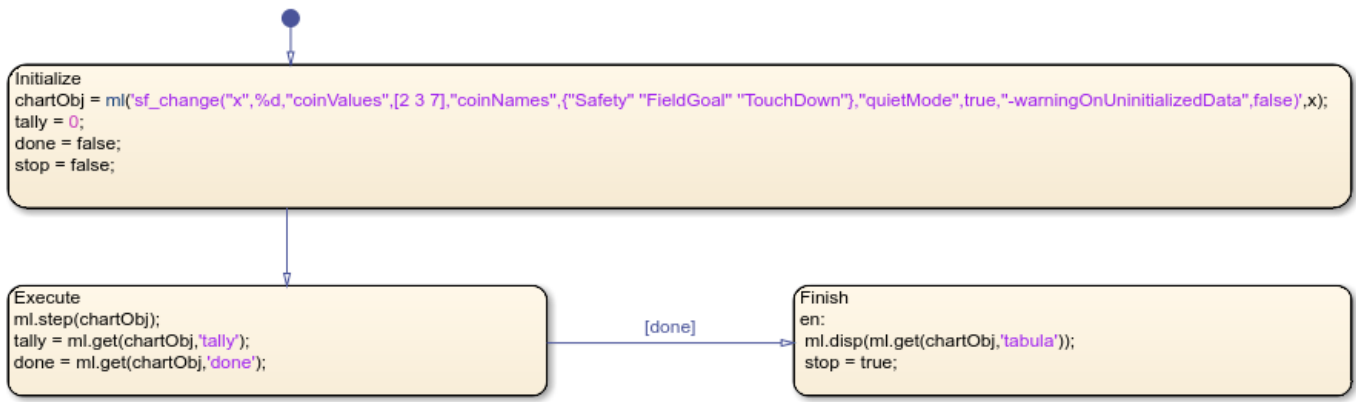 Initialize
chartObj = ml('sf_change("x",%d,"coinValues",[2 3 7],"coinNames",{"Safety" "FieldGoal" "TouchDown"},"quietMode",true,"-warningOnUninitializedData",false)',x);
tally = 0;
done = false;
stop = false;
Execute
ml.step(chartObj);
tally = ml.get(chartObj,'tally');
done = ml.get(chartObj,'done');
[done]
Finish
en:
ml.disp(ml.get(chartObj,'tabula'));
stop = true;